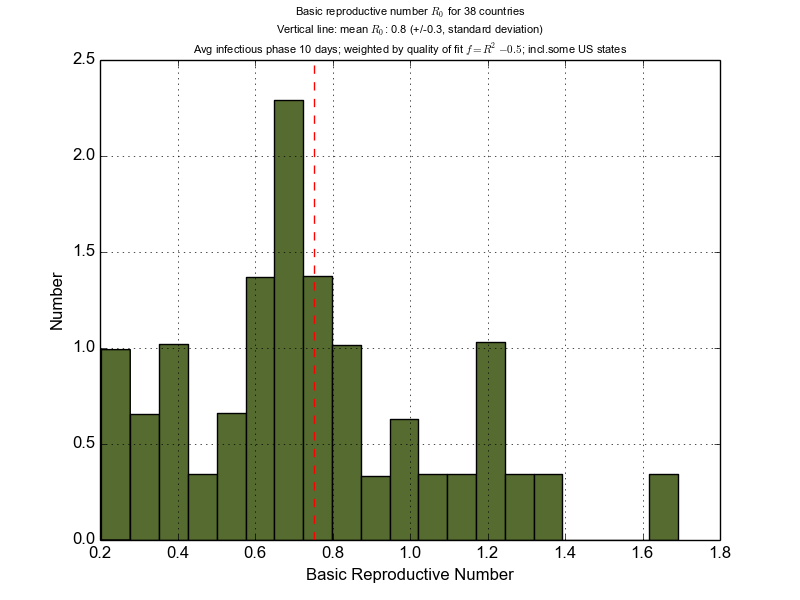 Basic reproductive number R₀ for 38 countries
Vertical line: mean R₀: 0.8 (+/-0.3, standard deviation)
Avg infectious phase 10 days; weighted by quality of fit f=R²−0.5; incl.some US states
2.5
2.0
1.5
1.0
0.5
0.0
Number
0.2 0.4 0.6 0.8 1.0 1.2 1.4 1.6 1.8
Basic Reproductive Number